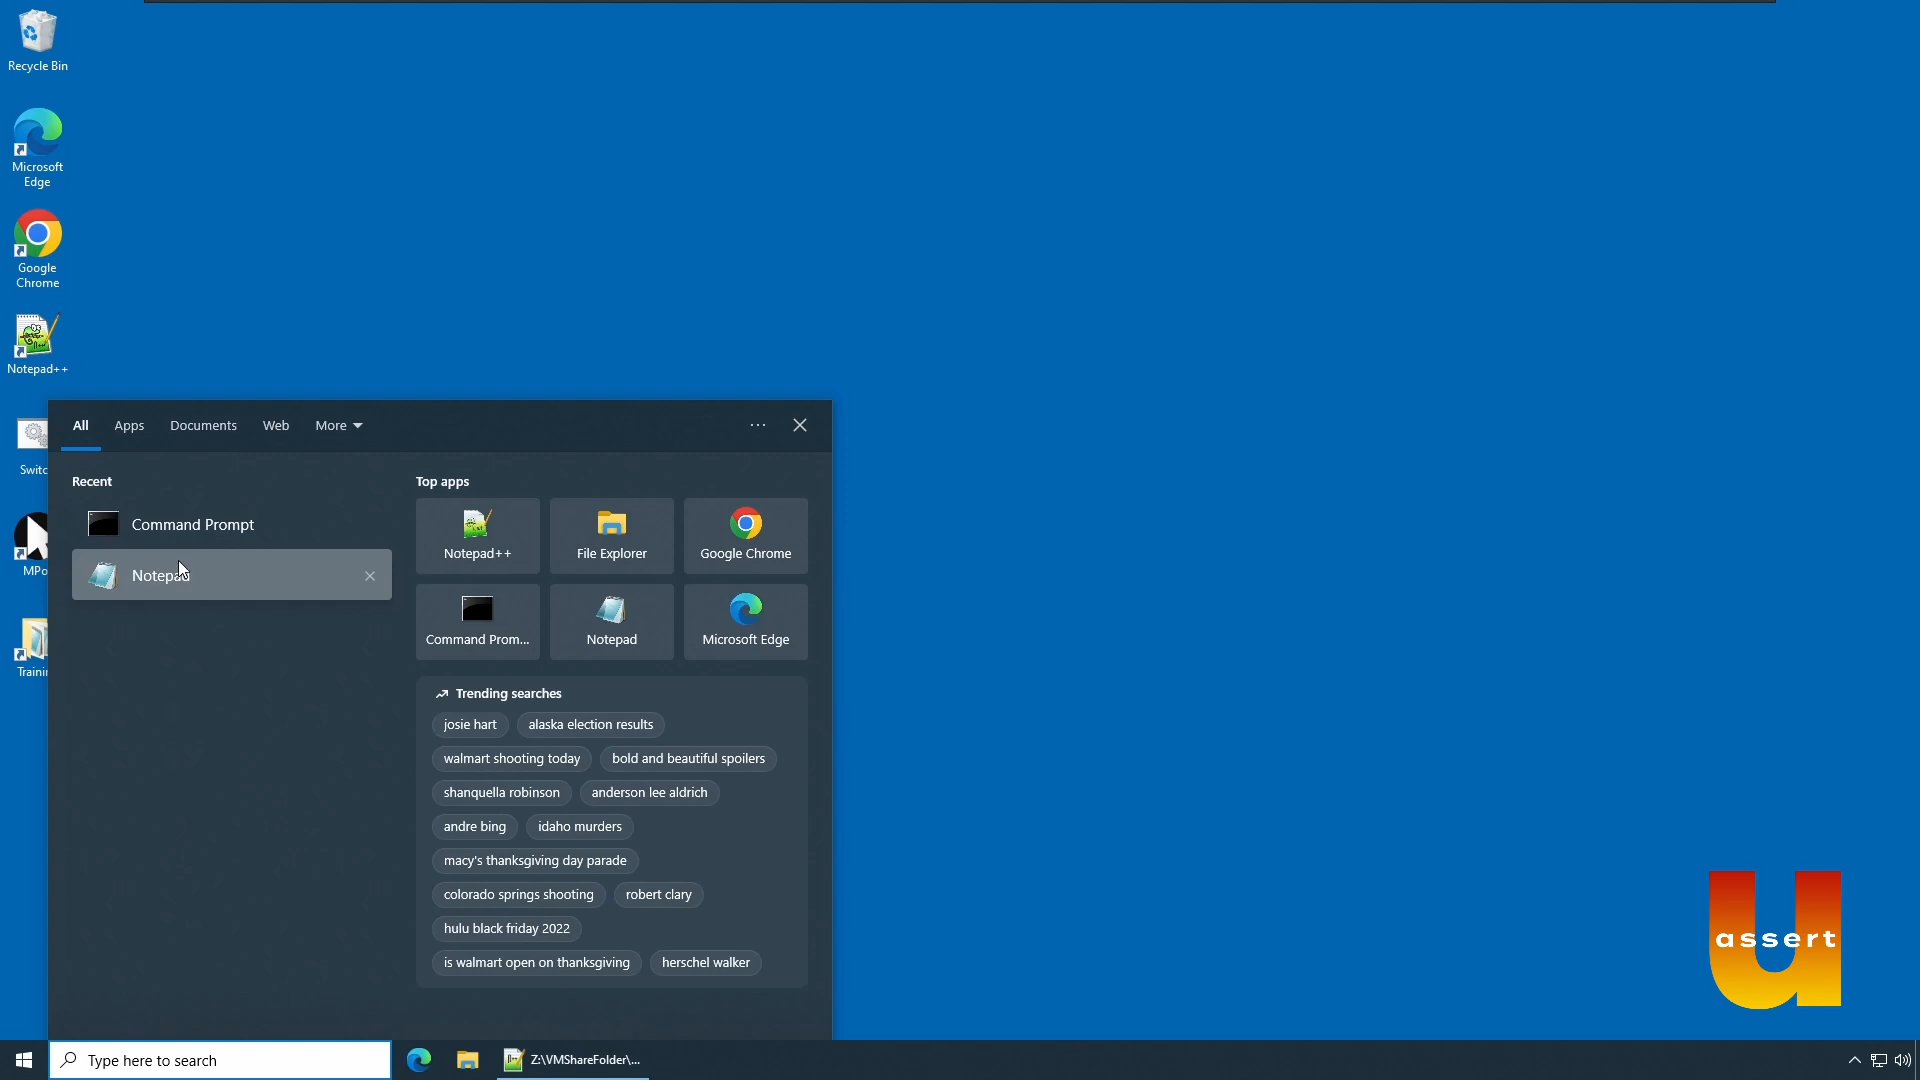 Recycle Bin
Microsoft
Edge
Google
Chrome
Notepad++
Switc
MPo
Trainin
All
Apps
Documents
Web
More
Recent
Command Prompt
Notepad
Top apps
Notepad++
File Explorer
Google Chrome
Command Prom...
Notepad
Microsoft Edge
Trending searches
josie hart
alaska election results
walmart shooting today
bold and beautiful spoilers
shanquella robinson
anderson lee aldrich
andre bing
idaho murders
macy's thanksgiving day parade
colorado springs shooting
robert clary
hulu black friday 2022
is walmart open on thanksgiving
herschel walker
u
assert
Type here to search
Z:\VMShareFolder\...